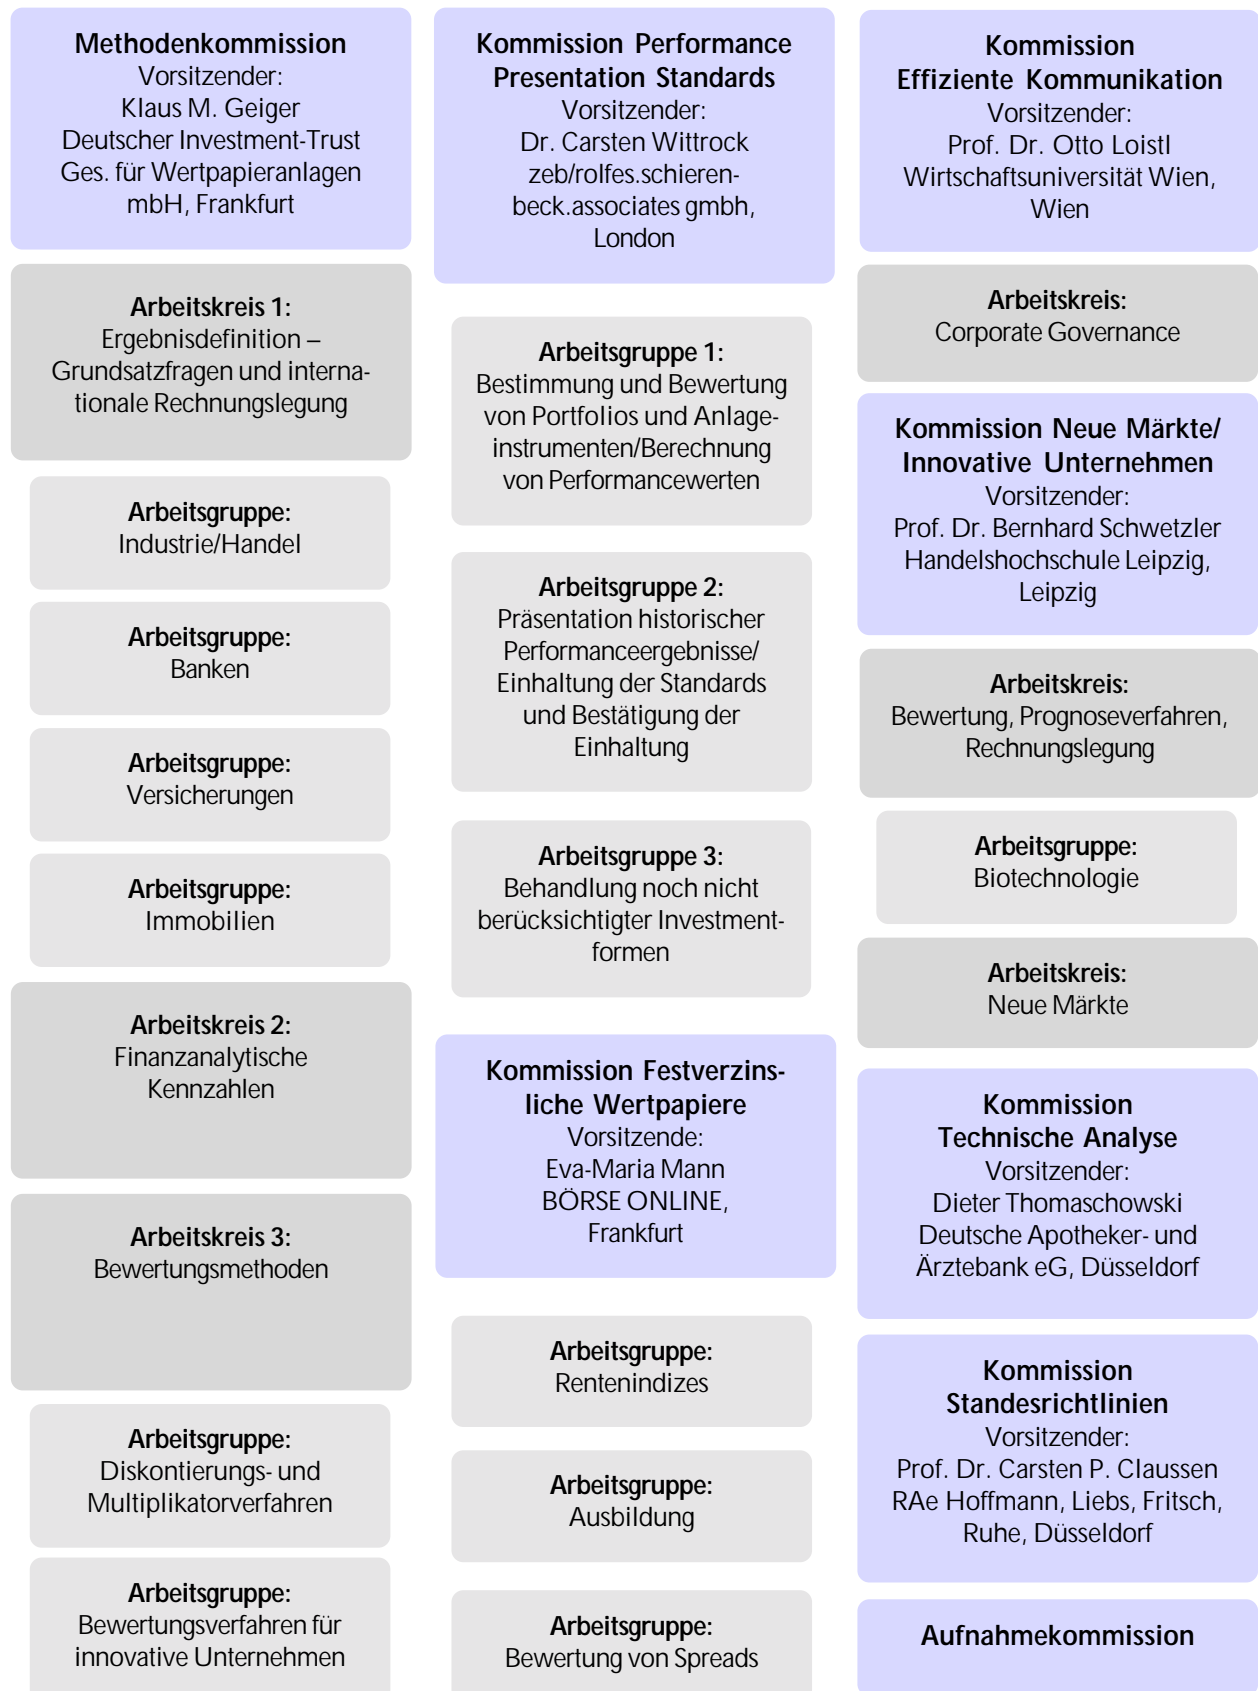 Methodenkommission
Vorsitzender:
Klaus M. Geiger
Deutscher Investment-Trust
Ges. für Wertpapieranlagen
mbH, Frankfurt
Arbeitskreis 1:
Ergebnisdefinition –
Grundsatzfragen und interna-
tionale Rechnungslegung
Arbeitsgruppe:
Industrie/Handel
Arbeitsgruppe:
Banken
Arbeitsgruppe:
Versicherungen
Arbeitsgruppe:
Immobilien
Arbeitskreis 2:
Finanzanalytische
Kennzahlen
Arbeitskreis 3:
Bewertungsmethoden
Arbeitsgruppe:
Diskontierungs- und
Multiplikatorverfahren
Arbeitsgruppe:
Bewertungsverfahren für
innovative Unternehmen
Kommission Performance
Presentation Standards
Vorsitzender:
Dr. Carsten Wittrock
zeb/rolfes.schieren-
beck.associates gmbh,
London
Arbeitsgruppe 1:
Bestimmung und Bewertung
von Portfolios und Anlage-
instrumenten/Berechnung
von Performancewerten
Arbeitsgruppe 2:
Präsentation historischer
Performanceergebnisse/
Einhaltung der Standards
und Bestätigung der
Einhaltung
Arbeitsgruppe 3:
Behandlung noch nicht
berücksichtigter Investment-
formen
Kommission Festverzins-
liche Wertpapiere
Vorsitzende:
Eva-Maria Mann
BÖRSE ONLINE,
Frankfurt
Arbeitsgruppe:
Rentenindizes
Arbeitsgruppe:
Ausbildung
Arbeitsgruppe:
Bewertung von Spreads
Kommission
Effiziente Kommunikation
Vorsitzender:
Prof. Dr. Otto Loistl
Wirtschaftsuniversität Wien,
Wien
Arbeitskreis:
Corporate Governance
Kommission Neue Märkte/
Innovative Unternehmen
Vorsitzender:
Prof. Dr. Bernhard Schwetzler
Handelshochschule Leipzig,
Leipzig
Arbeitskreis:
Bewertung, Prognoseverfahren,
Rechnungslegung
Arbeitsgruppe:
Biotechnologie
Arbeitskreis:
Neue Märkte
Kommission
Technische Analyse
Vorsitzender:
Dieter Thomaschowski
Deutsche Apotheker- und
Ärztebank eG, Düsseldorf
Kommission
Standesrichtlinien
Vorsitzender:
Prof. Dr. Carsten P. Claussen
RAe Hoffmann, Liebs, Fritsch,
Ruhe, Düsseldorf
Aufnahmekommission